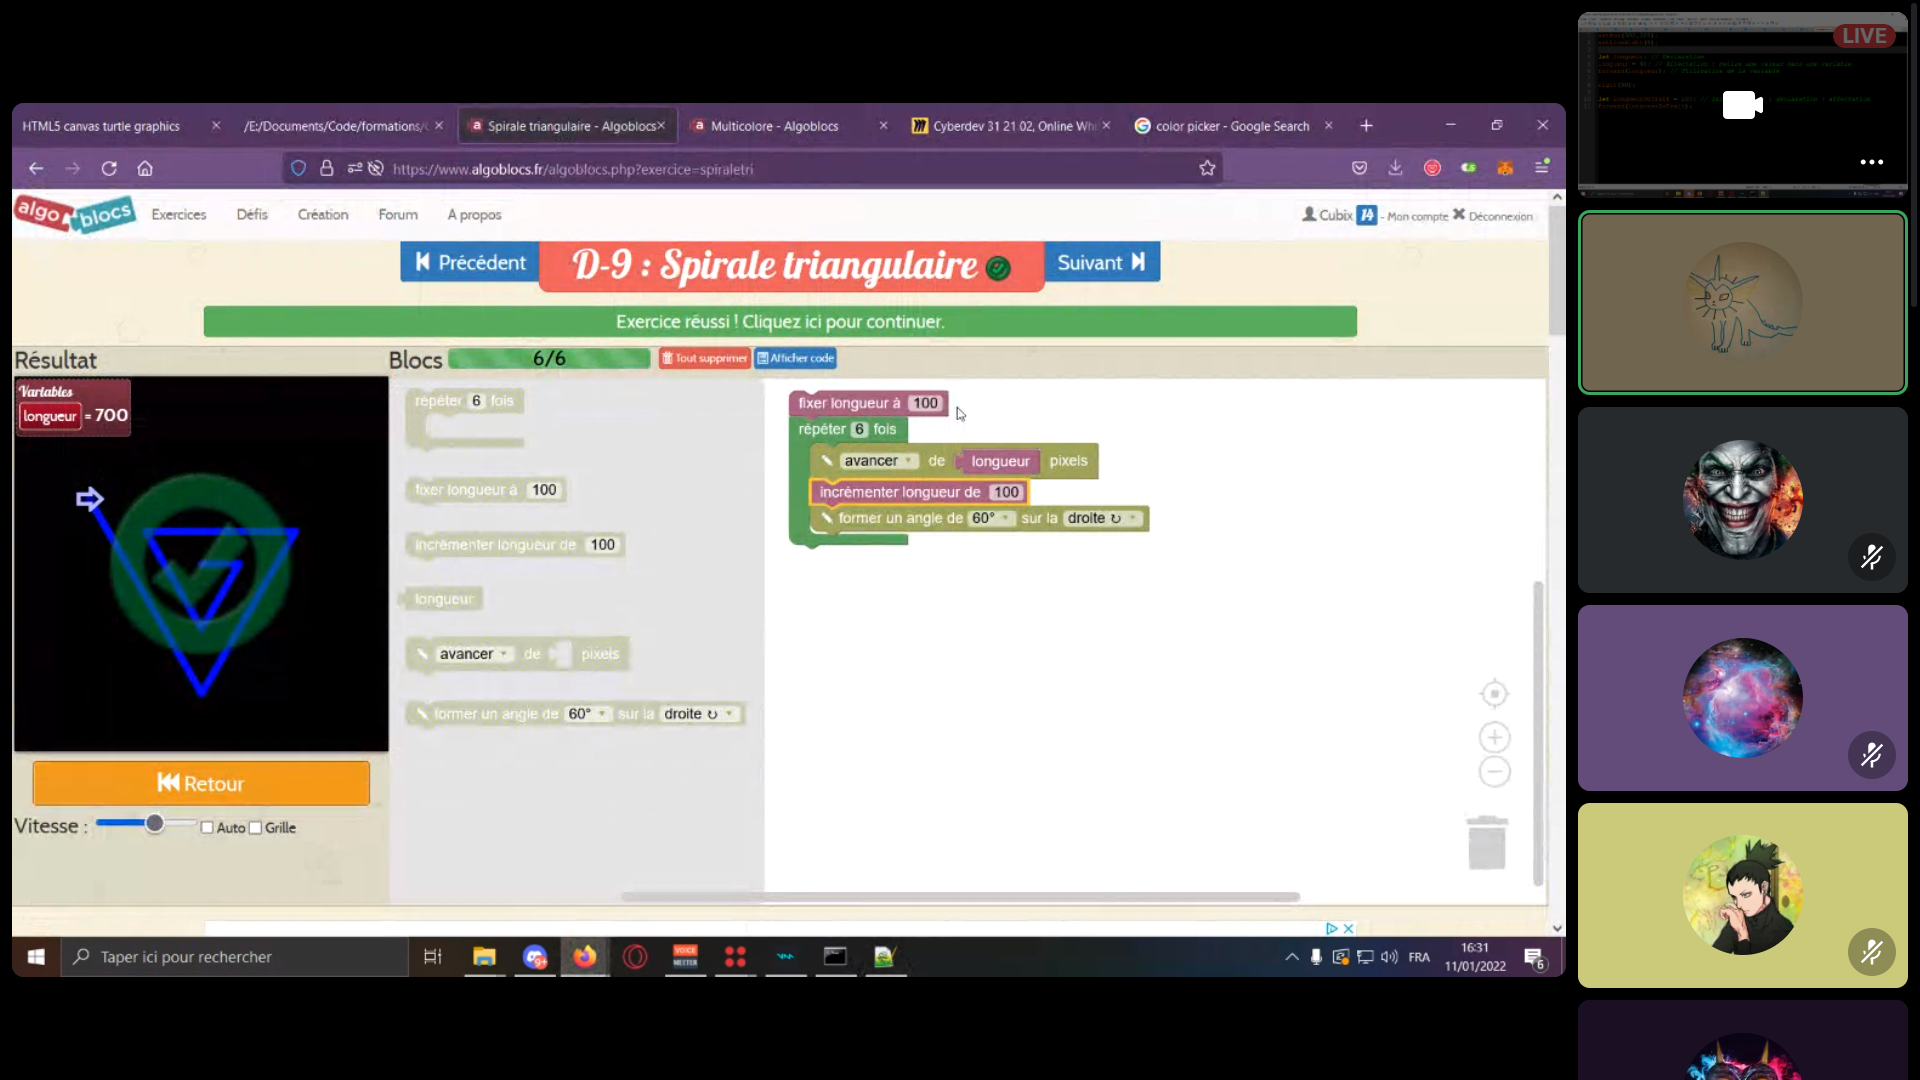 LIVE
HTML5 canvas turtle graphics
/E:/Documents/Code/formations/
Spirale triangulaire - Algoblocs
Multicolore - Algoblocs
Cyberdev 31 21 02, Online Whi
color picker - Google Search
https://www.algoblocs.fr/algoblocs.php?exercice=spiraletri
algo blocs
Exercices
Défis
Création
Forum
A propos
Cubix 14 - Mon compte Déconnexion
Précédent
D-9 : Spirale triangulaire
Suivant
Exercice réussi ! Cliquez ici pour continuer.
Résultat
Blocs
6/6
Tout supprimer
Afficher code
Variables
longueur = 700
répéter 6 fois
fixer longueur à 100
incrémenter longueur de 100
longueur
avancer de pixels
former un angle de 60° sur la droite ↻
fixer longueur à 100
répéter 6 fois
avancer de longueur pixels
incrémenter longueur de 100
former un angle de 60° sur la droite ↻
Retour
Vitesse :
Auto
Grille
Taper ici pour rechercher
VOICE
MEETER
FRA
16:31
11/01/2022
6